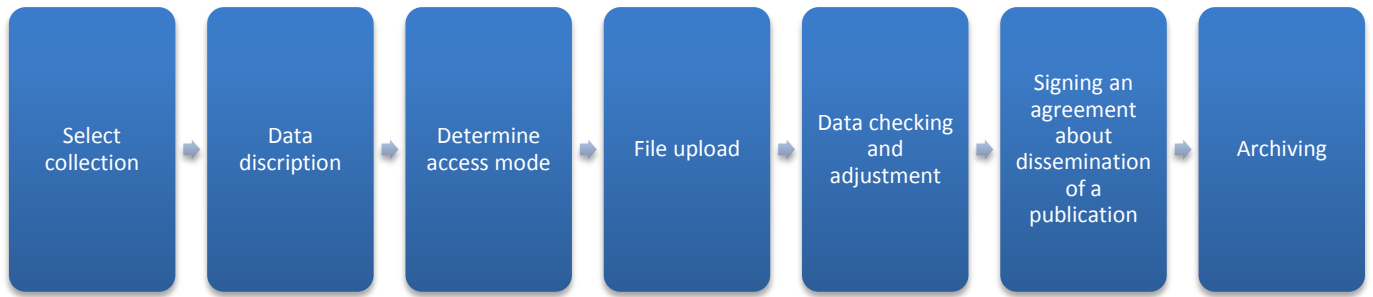 Select
collection
Data
discription
Determine
access mode
File upload
Data checking
and
adjustment
Signing an
agreement
about
dissemination
of a
publication
Archiving